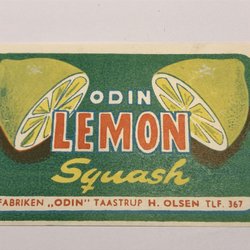 ODIN
LEMON
Squash
FABRIKEN „ODIN" TAASTRUP H. OLSEN TLF. 367